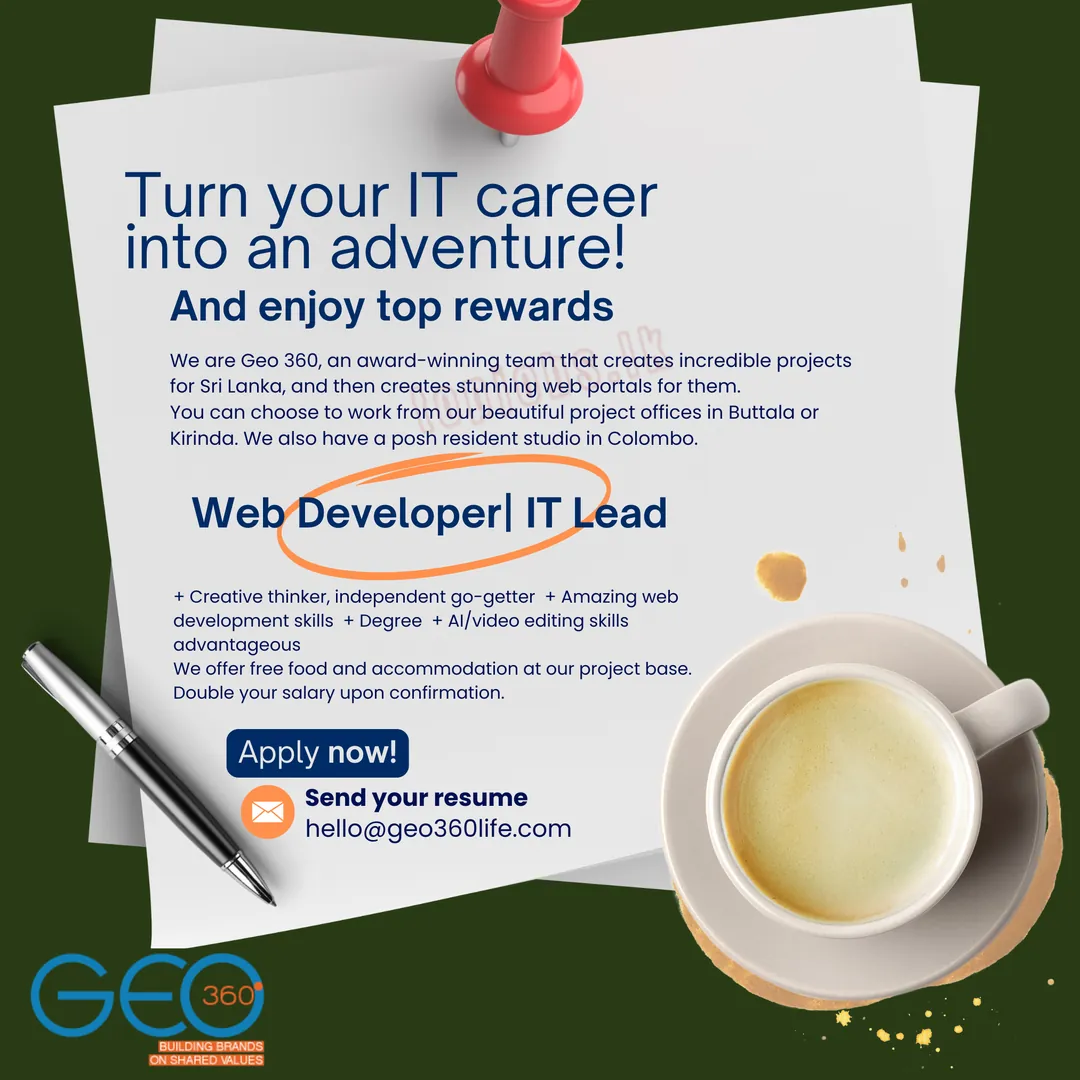 Turn your IT career
into an adventure!
And enjoy top rewards
We are Geo 360, an award-winning team that creates incredible projects
for Sri Lanka, and then creates stunning web portals for them.
You can choose to work from our beautiful project offices in Buttala or
Kirinda. We also have a posh resident studio in Colombo.
Web Developer| IT Lead
+ Creative thinker, independent go-getter + Amazing web
development skills + Degree + AI/video editing skills
advantageous
We offer free food and accommodation at our project base.
Double your salary upon confirmation.
Apply now!
Send your resume
hello@geo360life.com
GEO 360°
BUILDING BRANDS
ON SHARED VALUES